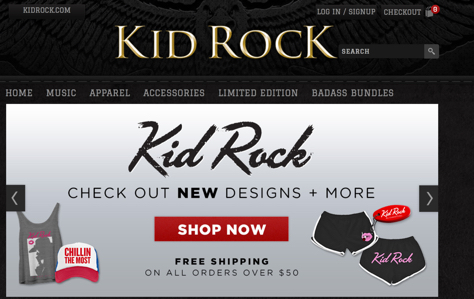 KIDROCK.COM
LOG IN / SIGNUP CHECKOUT 0
KID ROCK
SEARCH
HOME MUSIC APPAREL ACCESSORIES LIMITED EDITION BADASS BUNDLES
Kid Rock
CHECK OUT NEW DESIGNS + MORE
SHOP NOW
CHILLIN
THE MOST
FREE SHIPPING
ON ALL ORDERS OVER $50
Kid Rock
Kid Rock